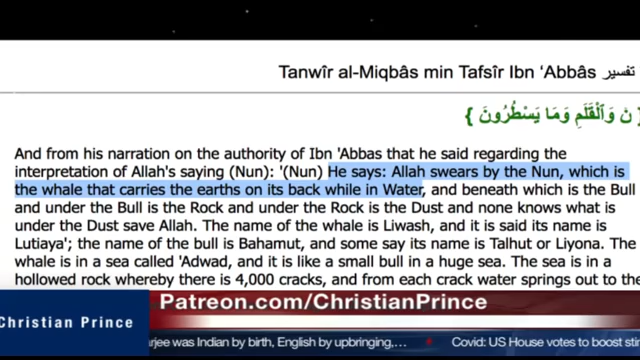 Tanwîr al-Miqbâs min Tafsîr Ibn ‘Abbâs تفسير
{ نۤ وَٱلْقَلَمِ وَمَا يَسْطُرُونَ }
And from his narration on the authority of Ibn 'Abbas that he said regarding the
interpretation of Allah's saying (Nun): '(Nun) He says: Allah swears by the Nun, which is
the whale that carries the earths on its back while in Water, and beneath which is the Bull
and under the Bull is the Rock and under the Rock is the Dust and none knows what is
under the Dust save Allah. The name of the whale is Liwash, and it is said its name is
Lutiaya'; the name of the bull is Bahamut, and some say its name is Talhut or Liyona. The
whale is in a sea called 'Adwad, and it is like a small bull in a huge sea. The sea is in a
hollowed rock whereby there is 4,000 cracks, and from each crack water springs out to the
Patreon.com/ChristianPrince
Christian Prince
rjee was Indian by birth, English by upbringing,...
Covid: US House votes to boost sti